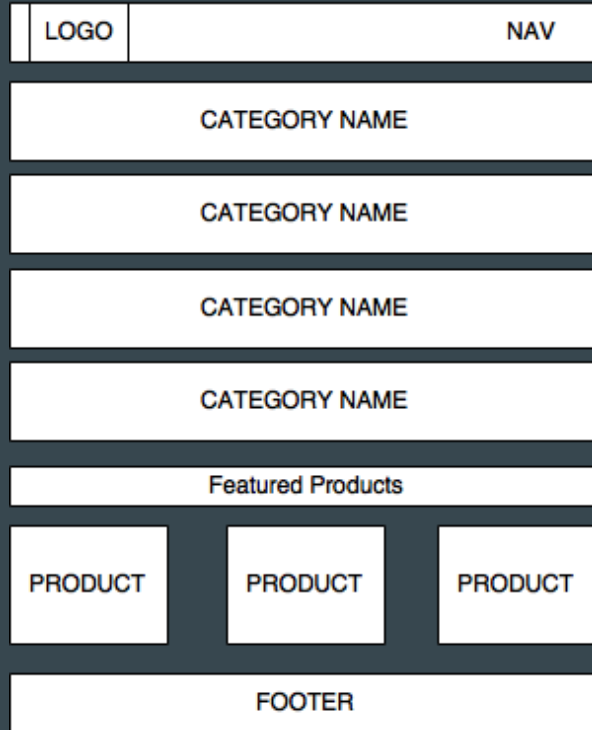 LOGO NAV
CATEGORY NAME
CATEGORY NAME
CATEGORY NAME
CATEGORY NAME
Featured Products
PRODUCT PRODUCT PRODUCT
FOOTER